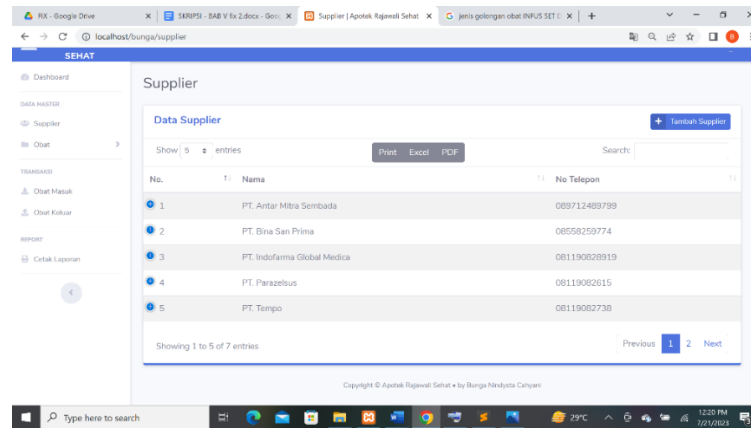 FIX - Google Drive
SKRIPSI - BAB V fix 2.docx - Goo
Supplier | Apotek Rajawali Sehat
jenis golongan obat INFUS SET D
localhost/bunga/supplier
SEHAT
Dashboard
DATA MASTER
Supplier
Obat
TRANSAKSI
Obat Masuk
Obat Keluar
REPORT
Cetak Laporan
Supplier
Data Supplier
+ Tambah Supplier
Show 5 entries
Print Excel PDF
Search:
No. Nama No Telepon
1 PT. Antar Mitra Sembada 089712489799
2 PT. Bina San Prima 08558259774
3 PT. Indofarma Global Medica 081190828919
4 PT. Parazelsus 08119082615
5 PT. Tempo 08119082738
Showing 1 to 5 of 7 entries
Previous 1 2 Next
Copyright © Apotek Rajawali Sehat • by Bunga Nindysta Cahyani
Type here to search
29°C
12:20 PM
7/21/2023